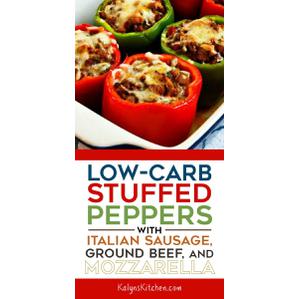 LOW-CARB
STUFFED
PEPPERS
WITH
ITALIAN SAUSAGE,
GROUND BEEF, AND
MOZZARELLA
KalynsKitchen.com